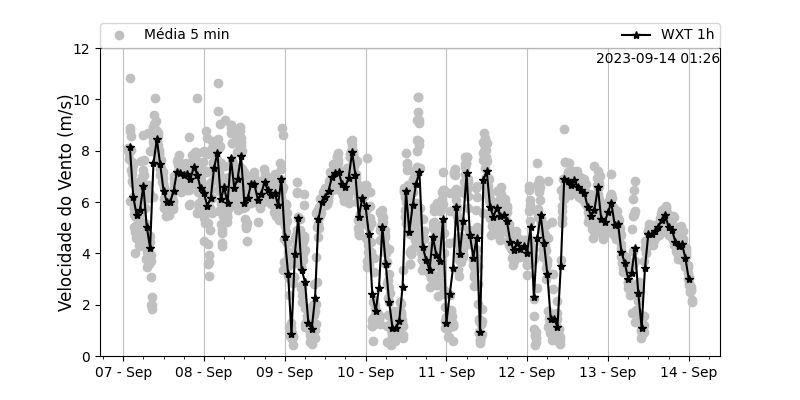 Média 5 min
WXT 1h
2023-09-14 01:26
Velocidade do Vento (m/s)
12
10
8
6
4
2
0
07 - Sep
08 - Sep
09 - Sep
10 - Sep
11 - Sep
12 - Sep
13 - Sep
14 - Sep